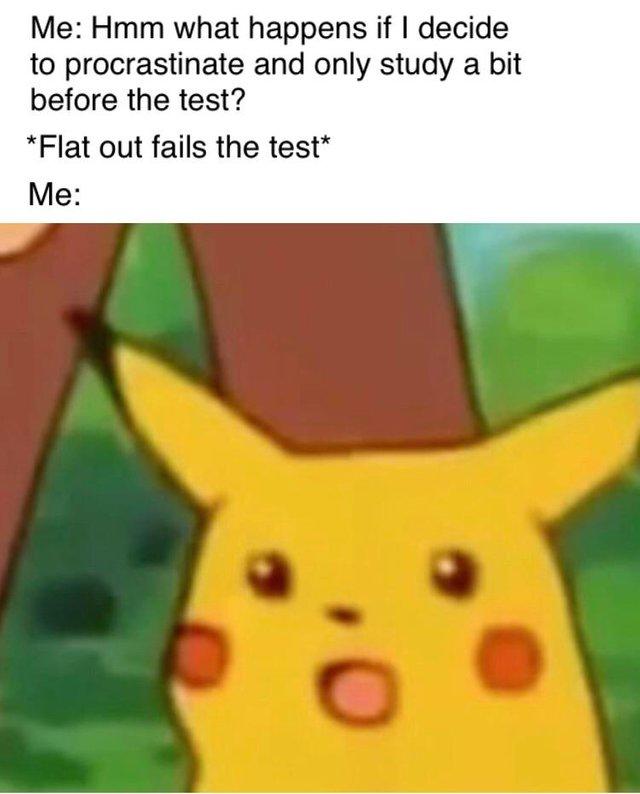 Me: Hmm what happens if I decide
to procrastinate and only study a bit
before the test?
*Flat out fails the test*
Me: